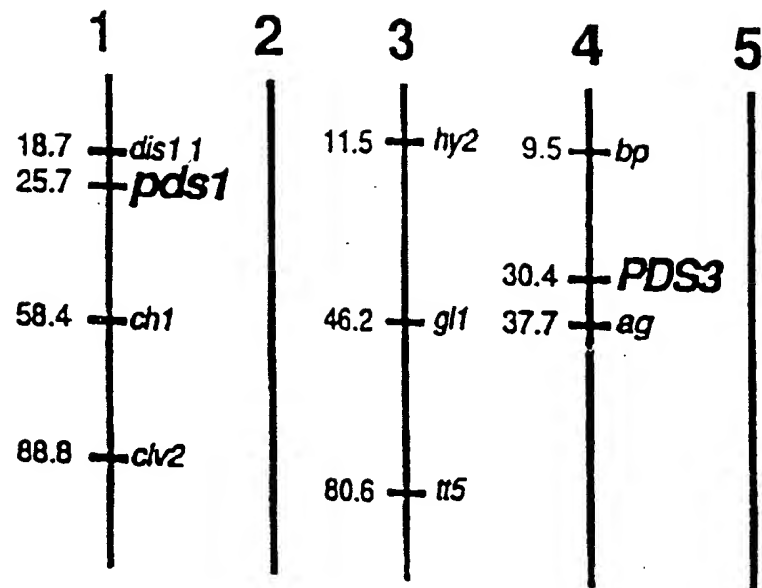 1 2 3 4 5
18.7 dis1 1
25.7 pds1
58.4 ch1
88.8 clv2
11.5 hy2
46.2 gl1
80.6 tt5
9.5 bp
30.4 PDS3
37.7 ag